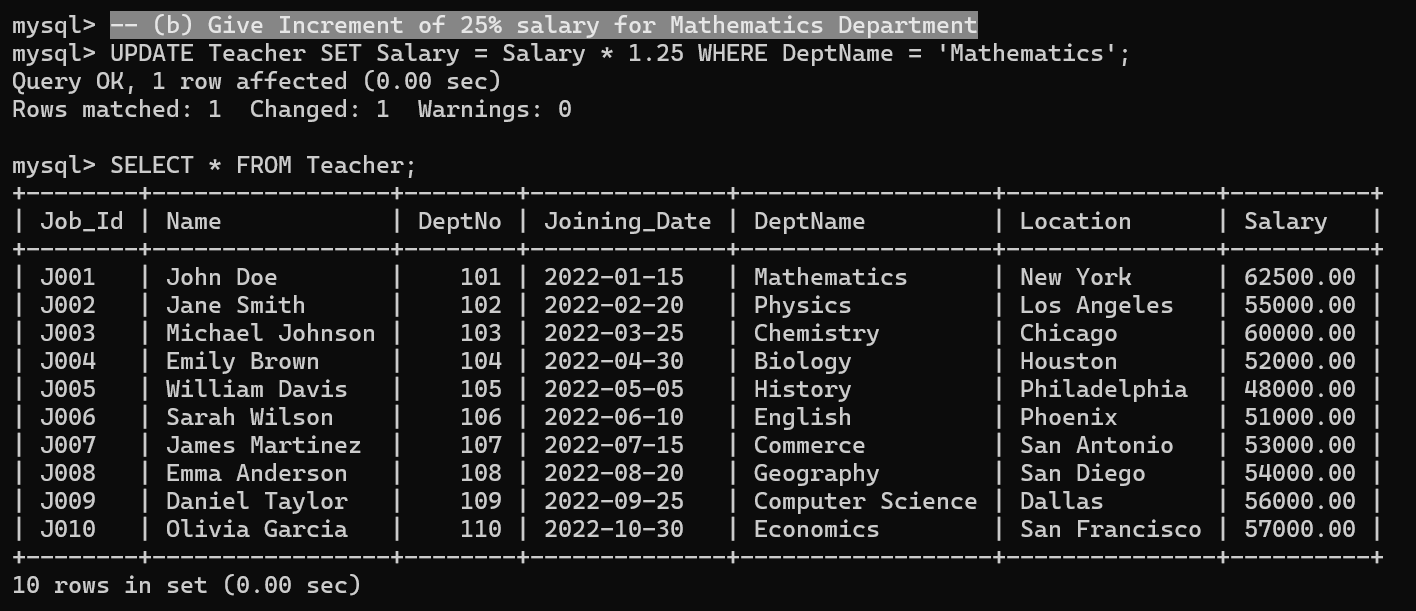 mysql> -- (b) Give Increment of 25% salary for Mathematics Department
mysql> UPDATE Teacher SET Salary = Salary * 1.25 WHERE DeptName = 'Mathematics';
Query OK, 1 row affected (0.00 sec)
Rows matched: 1  Changed: 1  Warnings: 0

mysql> SELECT * FROM Teacher;
+--------+-----------------+--------+--------------+------------------+---------------+----------+
| Job_Id | Name            | DeptNo | Joining_Date | DeptName         | Location      | Salary   |
+--------+-----------------+--------+--------------+------------------+---------------+----------+
| J001   | John Doe        |    101 | 2022-01-15   | Mathematics      | New York      | 62500.00 |
| J002   | Jane Smith      |    102 | 2022-02-20   | Physics          | Los Angeles   | 55000.00 |
| J003   | Michael Johnson |    103 | 2022-03-25   | Chemistry        | Chicago       | 60000.00 |
| J004   | Emily Brown     |    104 | 2022-04-30   | Biology          | Houston       | 52000.00 |
| J005   | William Davis   |    105 | 2022-05-05   | History          | Philadelphia  | 48000.00 |
| J006   | Sarah Wilson    |    106 | 2022-06-10   | English          | Phoenix       | 51000.00 |
| J007   | James Martinez  |    107 | 2022-07-15   | Commerce         | San Antonio   | 53000.00 |
| J008   | Emma Anderson   |    108 | 2022-08-20   | Geography        | San Diego     | 54000.00 |
| J009   | Daniel Taylor   |    109 | 2022-09-25   | Computer Science | Dallas        | 56000.00 |
| J010   | Olivia Garcia   |    110 | 2022-10-30   | Economics        | San Francisco | 57000.00 |
+--------+-----------------+--------+--------------+------------------+---------------+----------+
10 rows in set (0.00 sec)